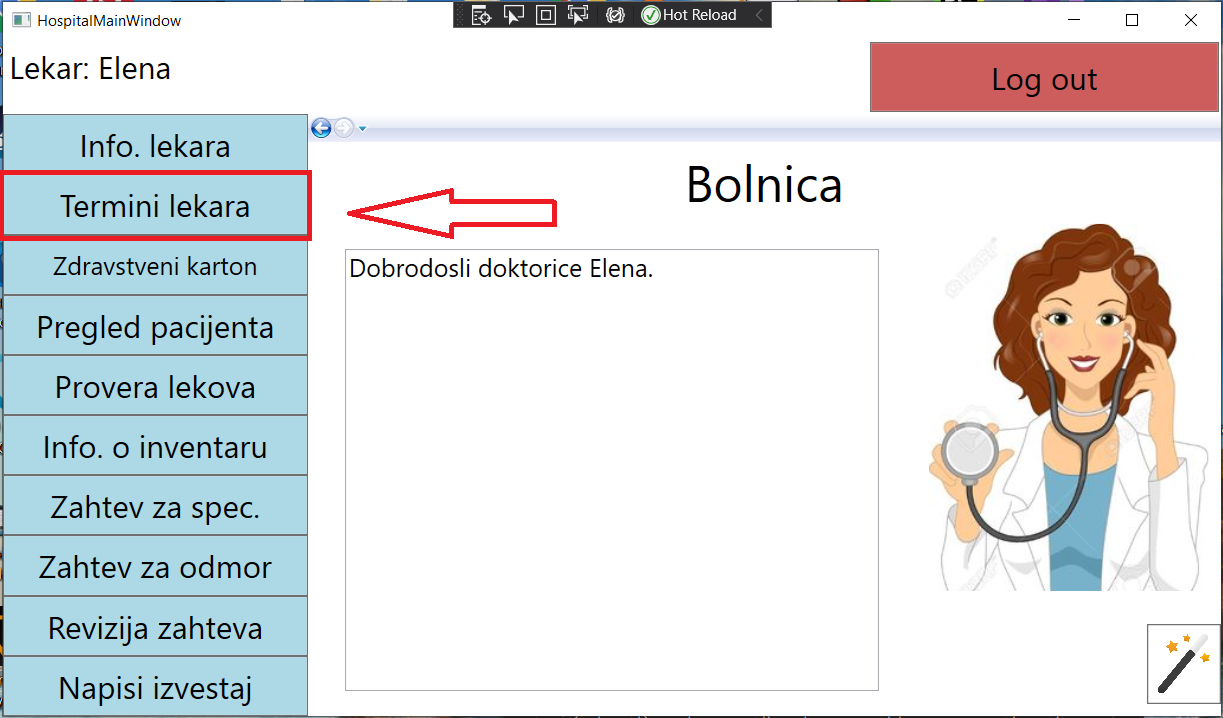 HospitalMainWindow
Hot Reload
Lekar: Elena
Log out
Info. lekara
Termini lekara
Zdravstveni karton
Pregled pacijenta
Provera lekova
Info. o inventaru
Zahtev za spec.
Zahtev za odmor
Revizija zahteva
Napisi izvestaj
Bolnica
Dobrodosli doktorice Elena.